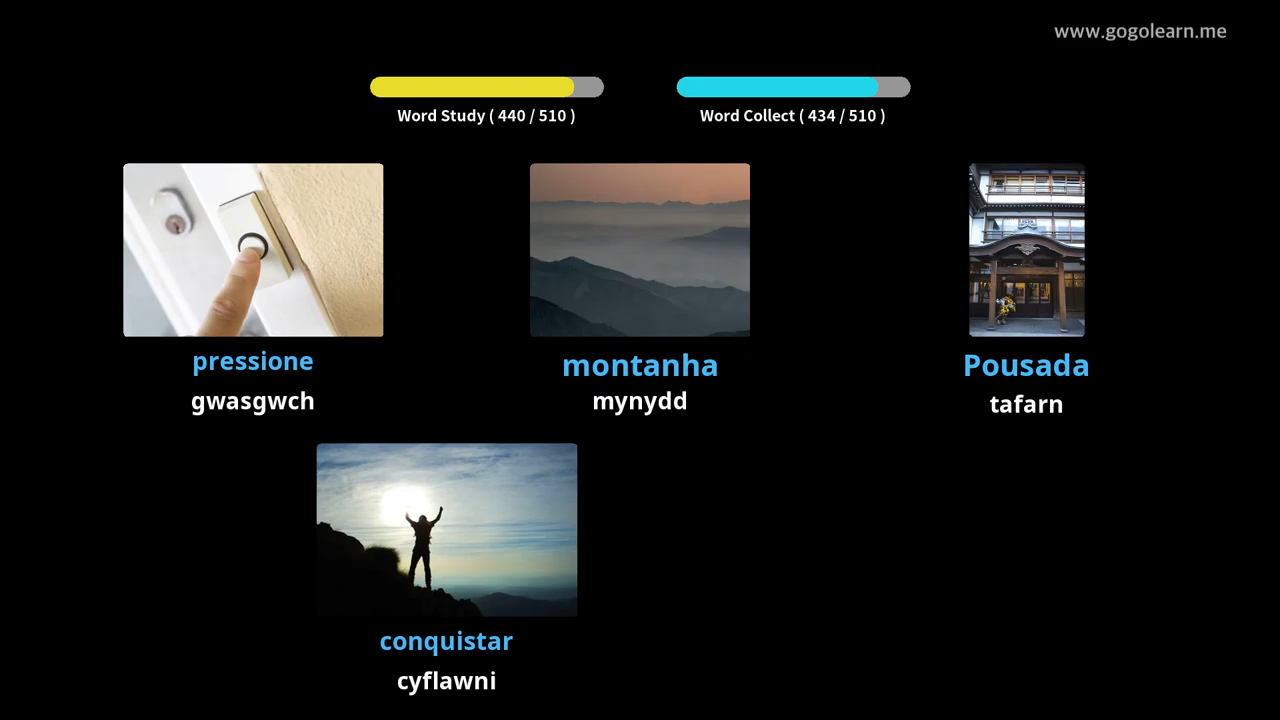 www.gogolearn.me
Word Study ( 440 / 510 )
Word Collect ( 434 / 510 )
pressione
gwasgwch
montanha
mynydd
Pousada
tafarn
conquistar
cyflawni